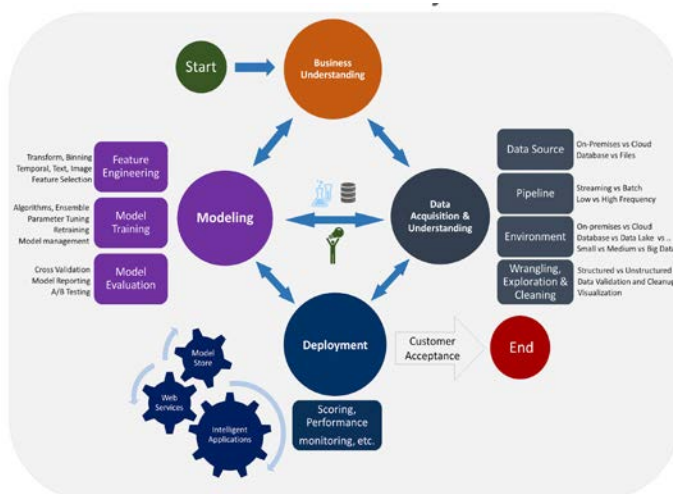 Start
Business
Understanding
Transform, Binning
Temporal, Text, Image
Feature Selection
Feature
Engineering
Algorithms, Ensemble
Parameter Tuning
Retraining
Model management
Model
Training
Cross Validation
Model Reporting
A/B Testing
Model
Evaluation
Modeling
Data
Acquisition &
Understanding
Data Source
On-Premises vs Cloud
Database vs Files
Pipeline
Streaming vs Batch
Low vs High Frequency
Environment
On-premises vs Cloud
Database vs Data Lake vs ..
Small vs Medium vs Big Data
Wrangling,
Exploration &
Cleaning
Structured vs Unstructured
Data Validation and Cleanup
Visualization
Deployment
Customer
Acceptance
End
Scoring,
Performance
monitoring, etc.
Model
Store
Web
Services
Intelligent
Applications